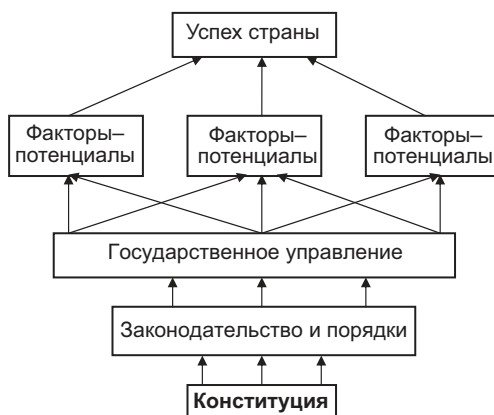 Успех страны
Факторы–
потенциалы
Факторы–
потенциалы
Факторы–
потенциалы
Государственное управление
Законодательство и порядки
Конституция